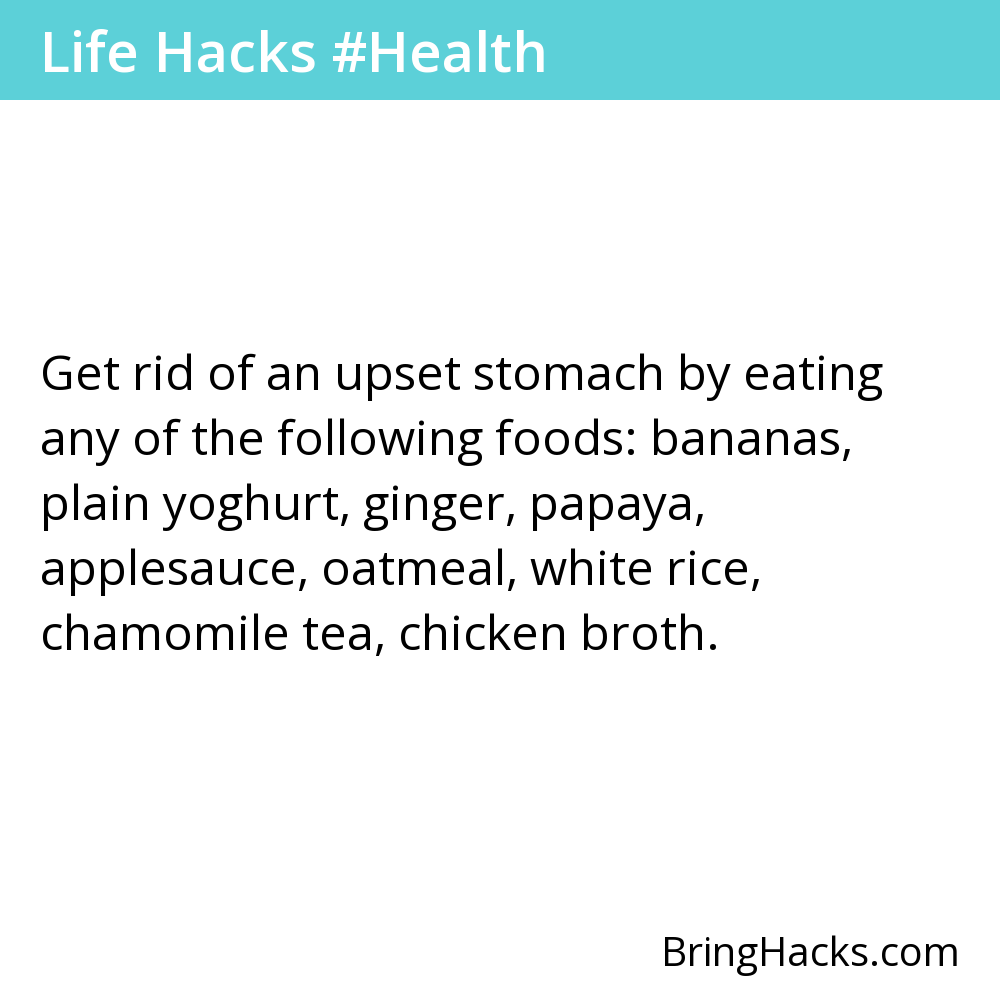 Life Hacks #Health
Get rid of an upset stomach by eating
any of the following foods: bananas,
plain yoghurt, ginger, papaya,
applesauce, oatmeal, white rice,
chamomile tea, chicken broth.
BringHacks.com